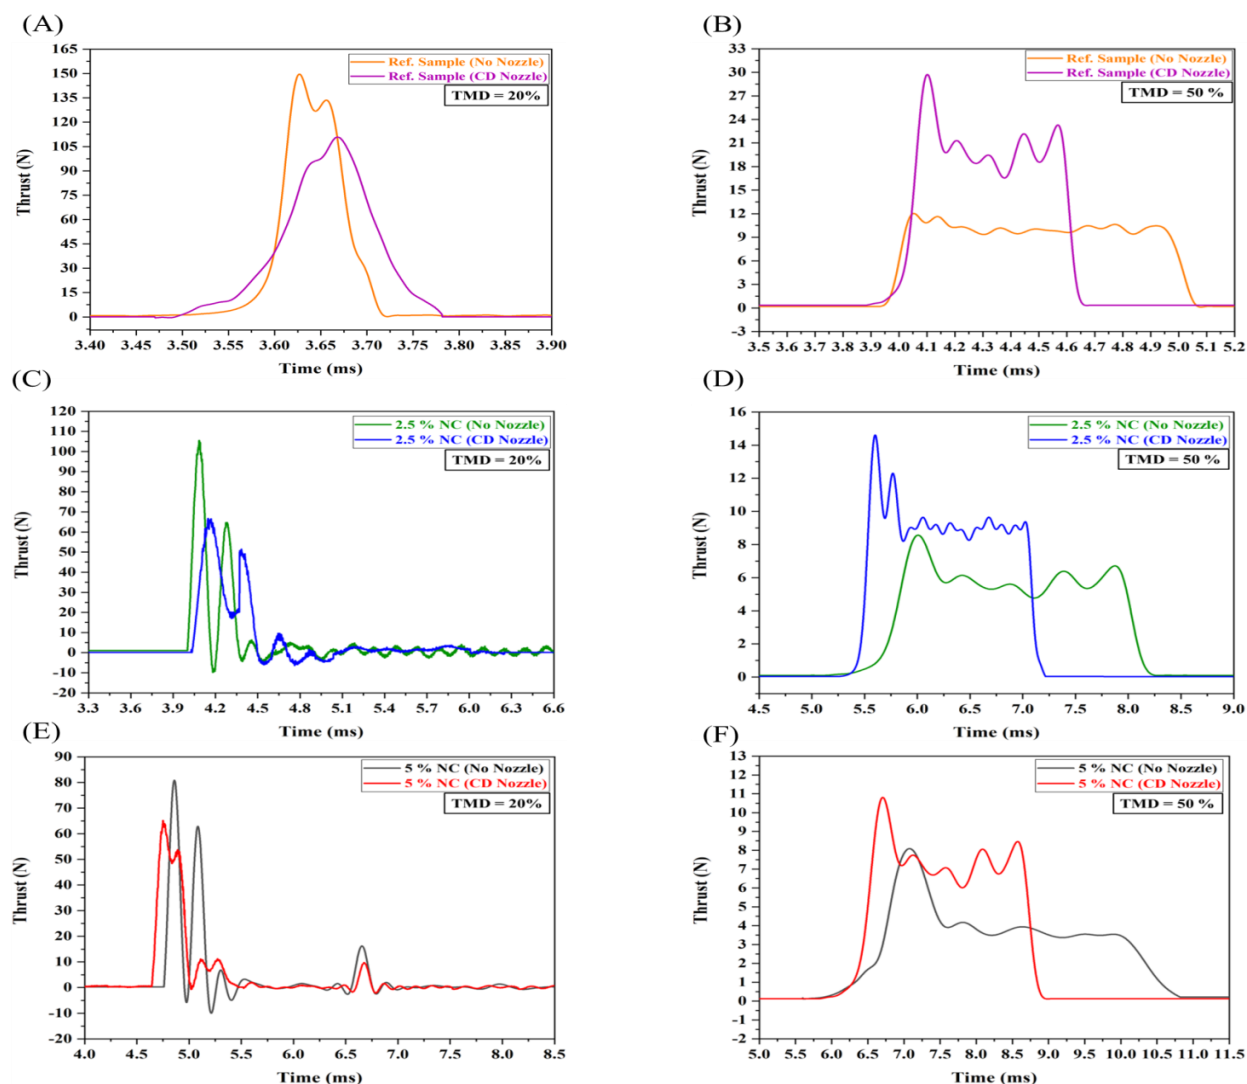 (A)
165
150
135
120
105
90
75
60
45
30
15
0
Thrust (N)
Ref. Sample (No Nozzle)
Ref. Sample (CD Nozzle)
TMD = 20%
3.40 3.45 3.50 3.55 3.60 3.65 3.70 3.75 3.80 3.85 3.90
Time (ms)
(B)
33
30
27
24
21
18
15
12
9
6
3
0
-3
Thrust (N)
Ref. Sample (No Nozzle)
Ref. Sample (CD Nozzle)
TMD = 50 %
3.5 3.6 3.7 3.8 3.9 4.0 4.1 4.2 4.3 4.4 4.5 4.6 4.7 4.8 4.9 5.0 5.1 5.2
Time (ms)
(C)
120
110
100
90
80
70
60
50
40
30
20
10
0
-10
-20
Thrust (N)
2.5 % NC (No Nozzle)
2.5 % NC (CD Nozzle)
TMD = 20%
3.3 3.6 3.9 4.2 4.5 4.8 5.1 5.4 5.7 6.0 6.3 6.6
Time (ms)
(D)
16
14
12
10
8
6
4
2
0
Thrust (N)
2.5 % NC (No Nozzle)
2.5 % NC (CD Nozzle)
TMD = 50 %
4.5 5.0 5.5 6.0 6.5 7.0 7.5 8.0 8.5 9.0
Time (ms)
(E)
90
80
70
60
50
40
30
20
10
0
-10
-20
Thrust (N)
5 % NC (No Nozzle)
5 % NC (CD Nozzle)
TMD = 20%
4.0 4.5 5.0 5.5 6.0 6.5 7.0 7.5 8.0 8.5
Time (ms)
(F)
13
12
11
10
9
8
7
6
5
4
3
2
1
0
-1
-2
Thrust (N)
5 % NC (No Nozzle)
5 % NC (CD Nozzle)
TMD = 50 %
5.0 5.5 6.0 6.5 7.0 7.5 8.0 8.5 9.0 9.5 10.0 10.5 11.0 11.5
Time (ms)